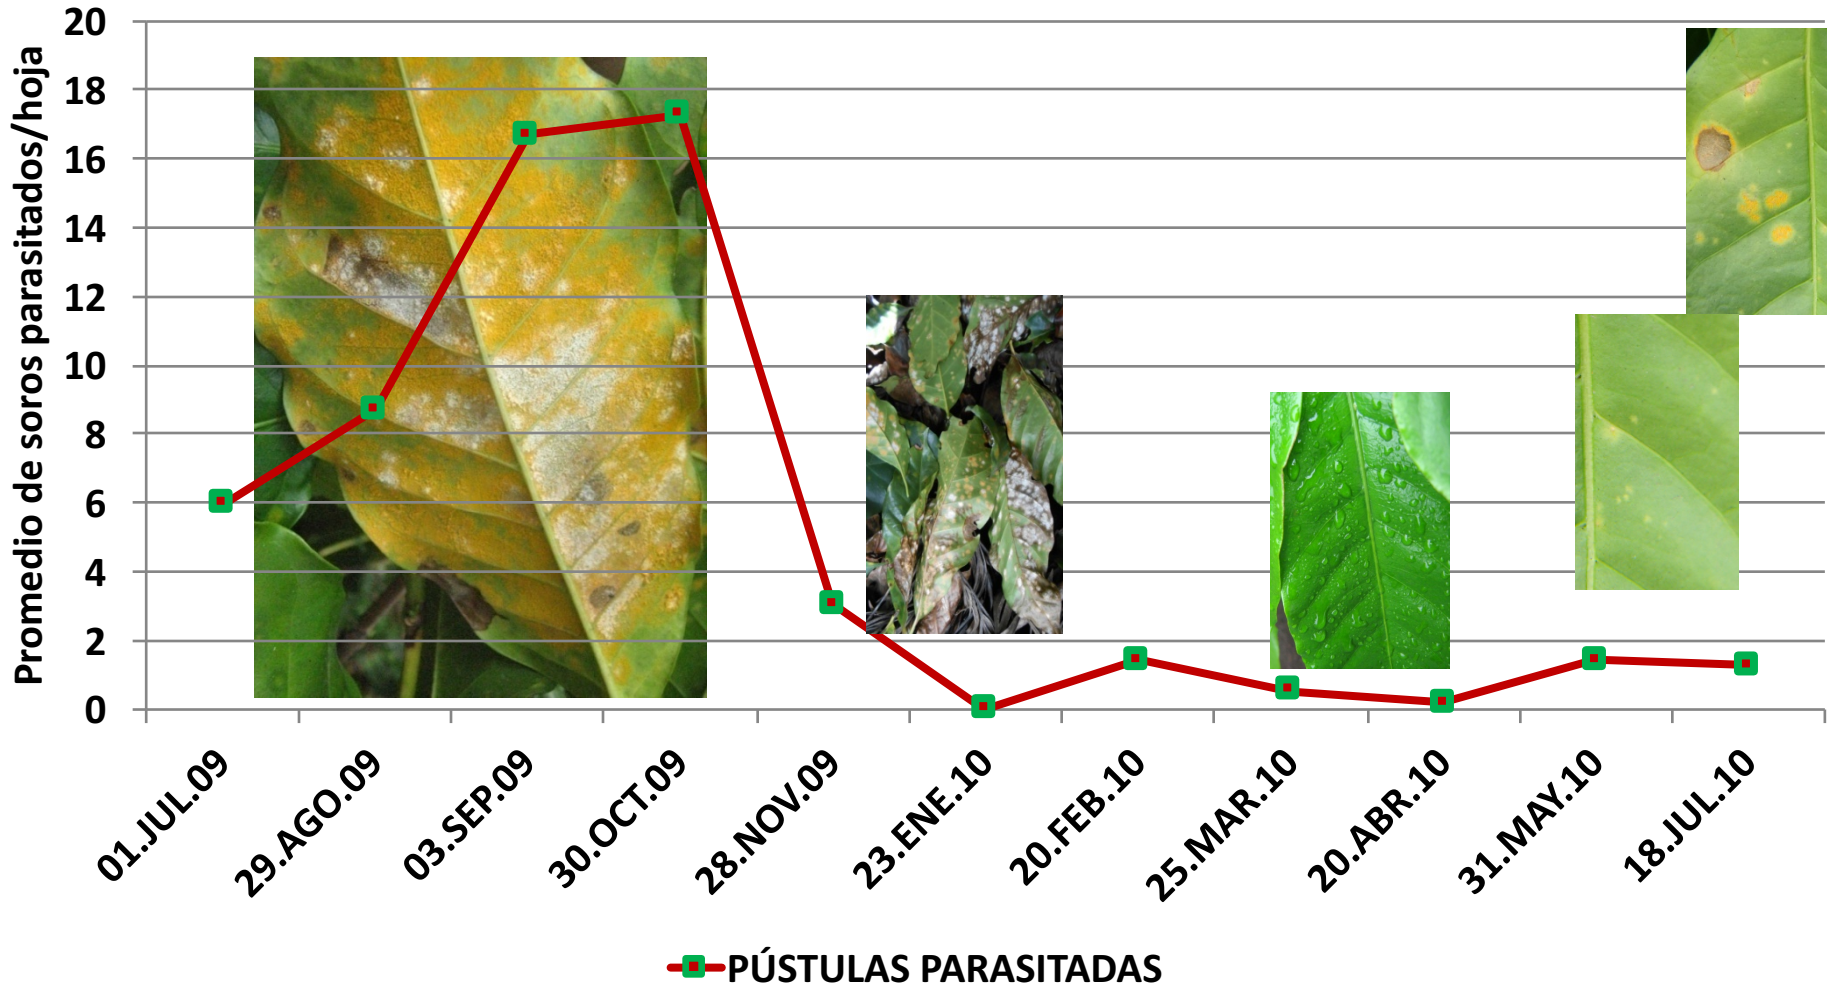 Promedio de soros parasitados/hoja
20
18
16
14
12
10
8
6
4
2
0
01.JUL.09
29.AGO.09
03.SEP.09
30.OCT.09
28.NOV.09
23.ENE.10
20.FEB.10
25.MAR.10
20.ABR.10
31.MAY.10
18.JUL.10
PÚSTULAS PARASITADAS